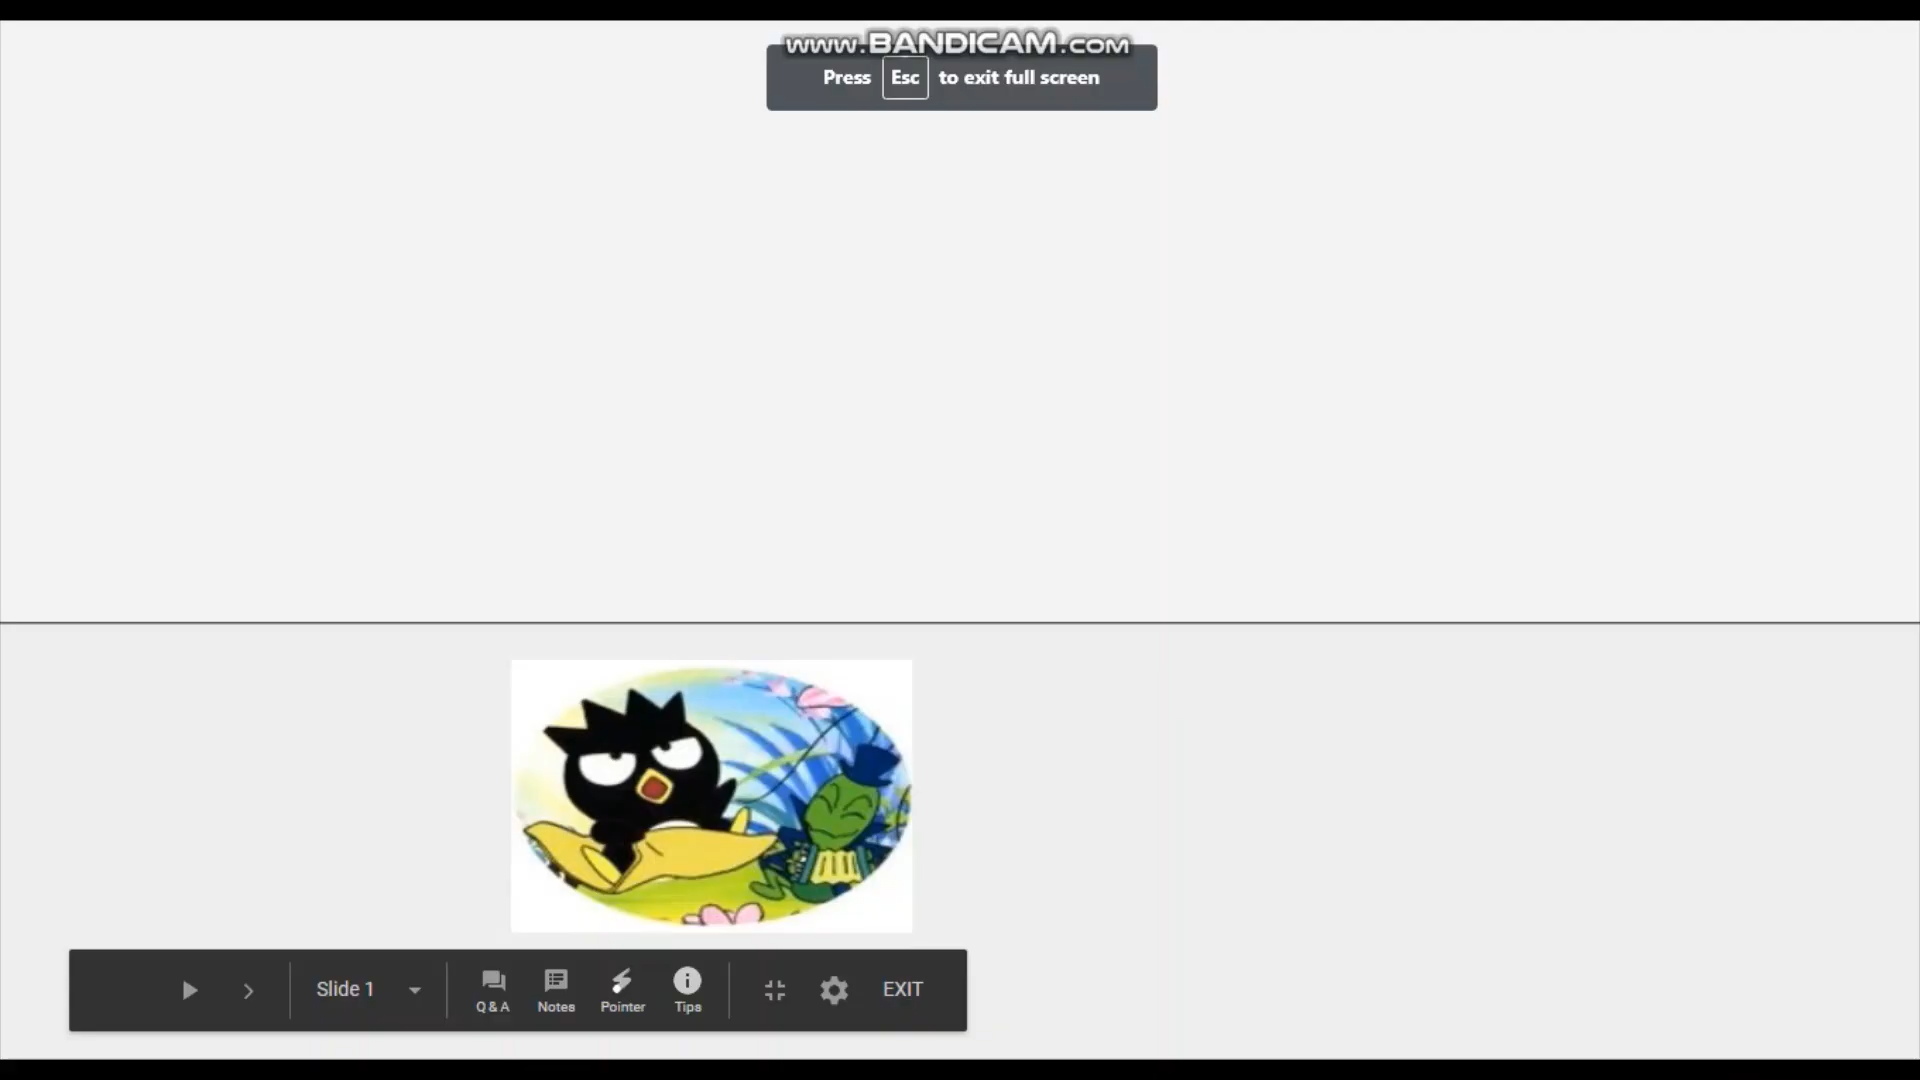 www.BANDICAM.com
Press Esc to exit full screen
Slide 1
Q & A
Notes
Pointer
Tips
EXIT